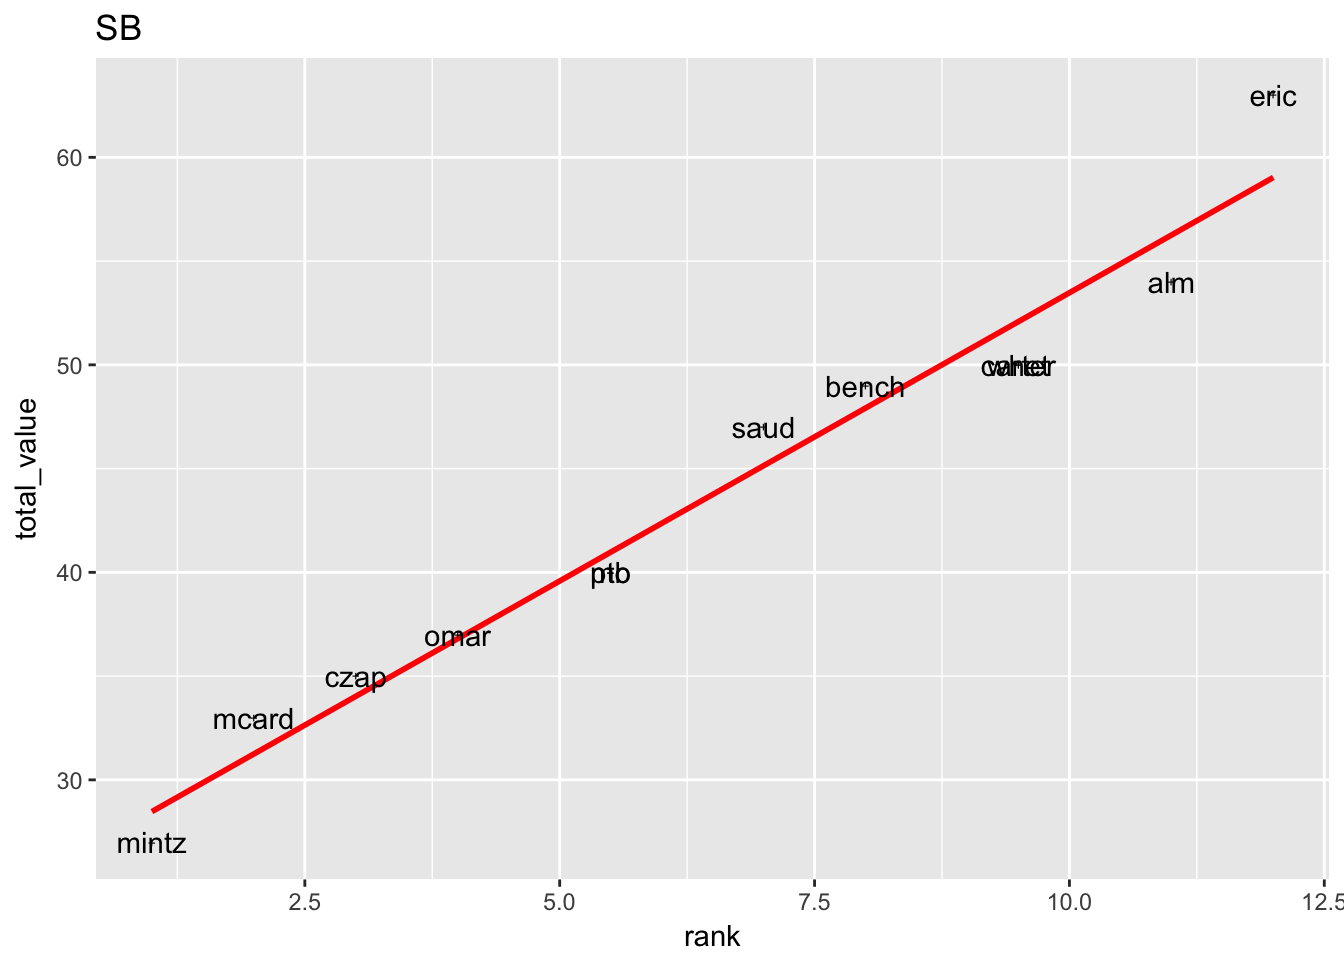 SB
total_value
60
50
40
30
eric
alm
bench
saud
omar
czap
mcard
mintz
2.5
5.0
7.5
10.0
12.5
rank